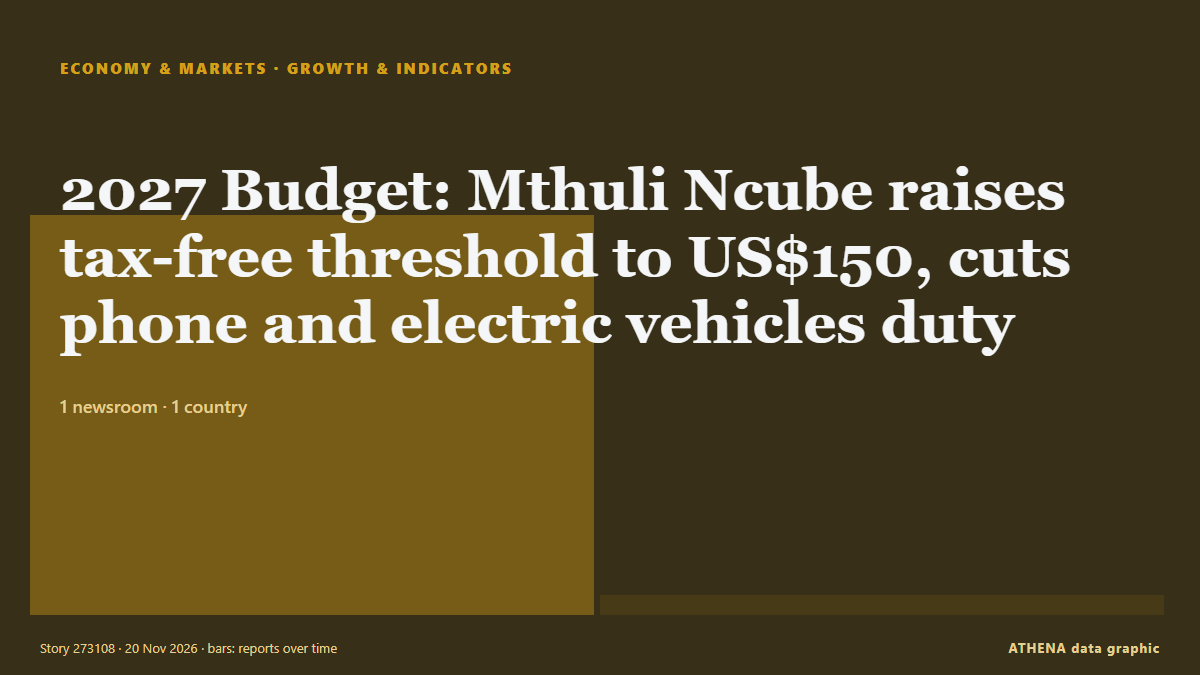 ECONOMY & MARKETS · GROWTH & INDICATORS
2027 Budget: Mthuli Ncube raises
tax-free threshold to US$150, cuts
phone and electric vehicles duty
1 newsroom · 1 country
Story 273108 · 20 Nov 2026 · bars: reports over time
ATHENA data graphic